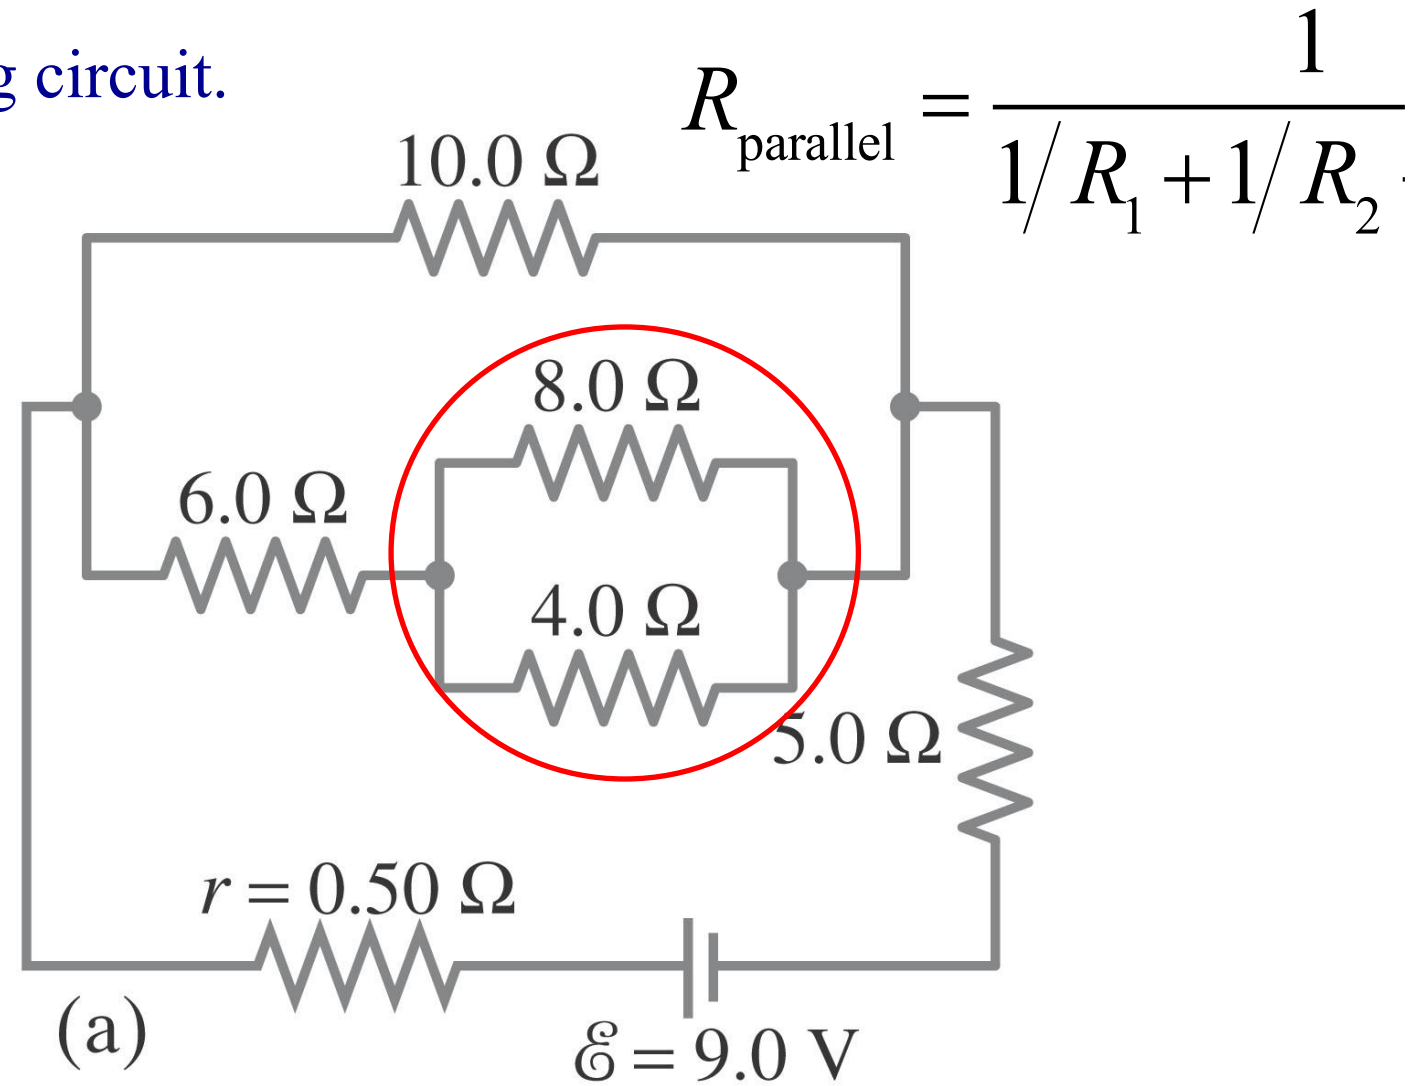 g circuit.
R_parallel = 1 / (1/R_1 + 1/R_2
10.0 Ω
8.0 Ω
6.0 Ω
4.0 Ω
5.0 Ω
r = 0.50 Ω
(a)
ℰ = 9.0 V